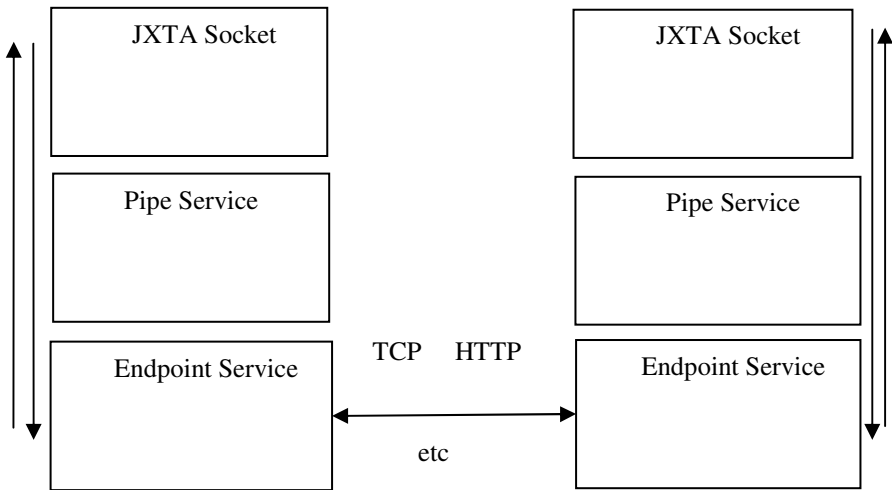 JXTA Socket
JXTA Socket
Pipe Service
Pipe Service
TCP HTTP
Endpoint Service
Endpoint Service
etc